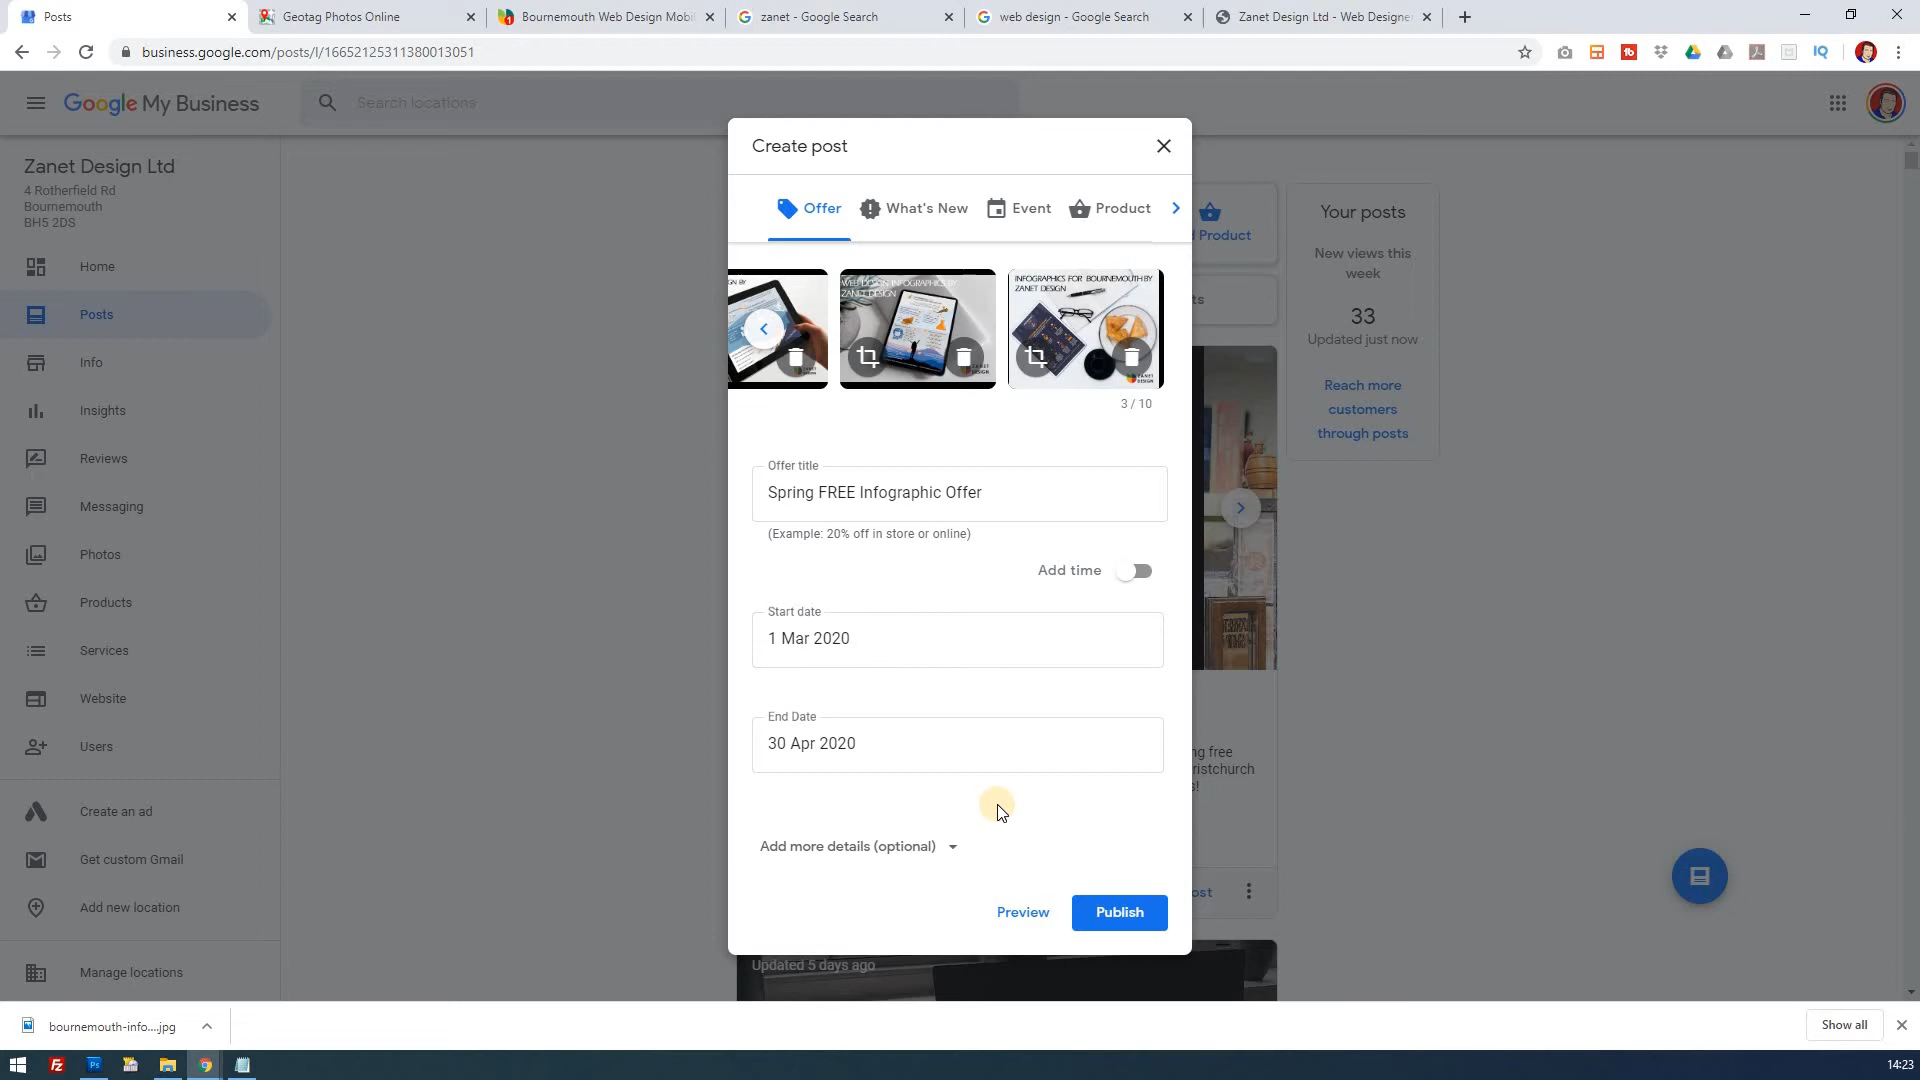 Posts
Geotag Photos Online
Bournemouth Web Design Mobi
zanet - Google Search
web design - Google Search
Zanet Design Ltd - Web Designer
business.google.com/posts/l/16652125311380013051
Google My Business
Search locations
Zanet Design Ltd
4 Rotherfield Rd
Bournemouth
BH5 2DS
Home
Posts
Info
Insights
Reviews
Messaging
Photos
Products
Services
Website
Users
Create an ad
Get custom Gmail
Add new location
Manage locations
Create post
Offer
What's New
Event
Product
GN BY
WEB DESIGN INFOGRAPHICS BY
ZANET DESIGN
INFOGRAPHICS FOR BOURNEMOUTH BY
ZANET DESIGN
3 / 10
Offer title
Spring FREE Infographic Offer
(Example: 20% off in store or online)
Add time
Start date
1 Mar 2020
End Date
30 Apr 2020
Add more details (optional)
Preview
Publish
d Product
ts
ng free
ristchurch
s!
ost
Updated 5 days ago
Your posts
New views this
week
33
Updated just now
Reach more
customers
through posts
bournemouth-info....jpg
Show all
14:23